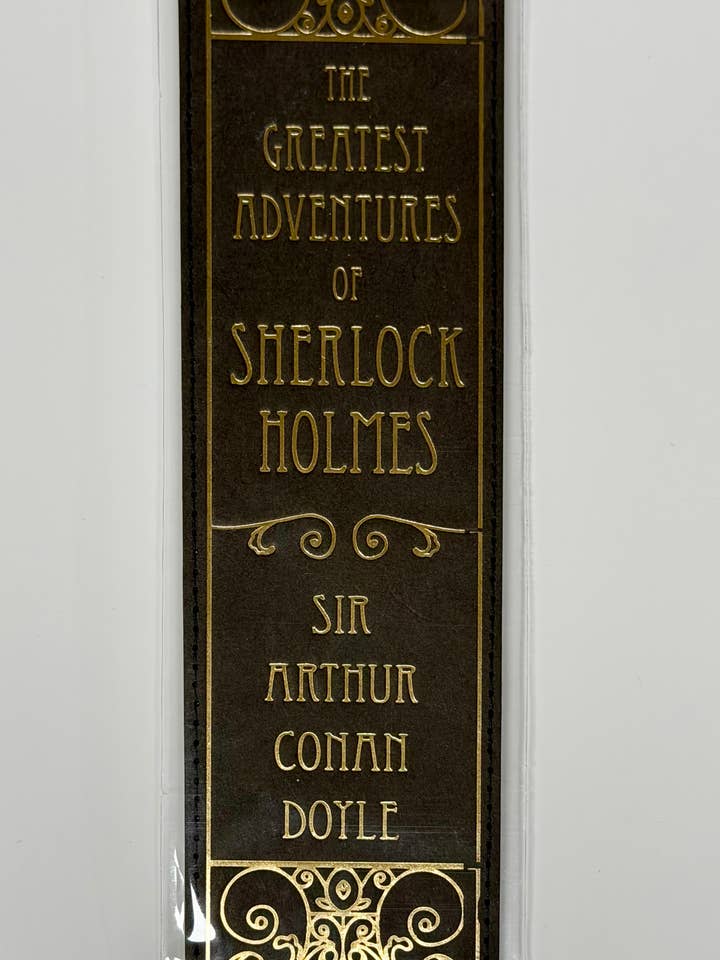 THE
GREATEST
ADVENTURES
OF
SHERLOCK
HOLMES
SIR
ARTHUR
CONAN
DOYLE